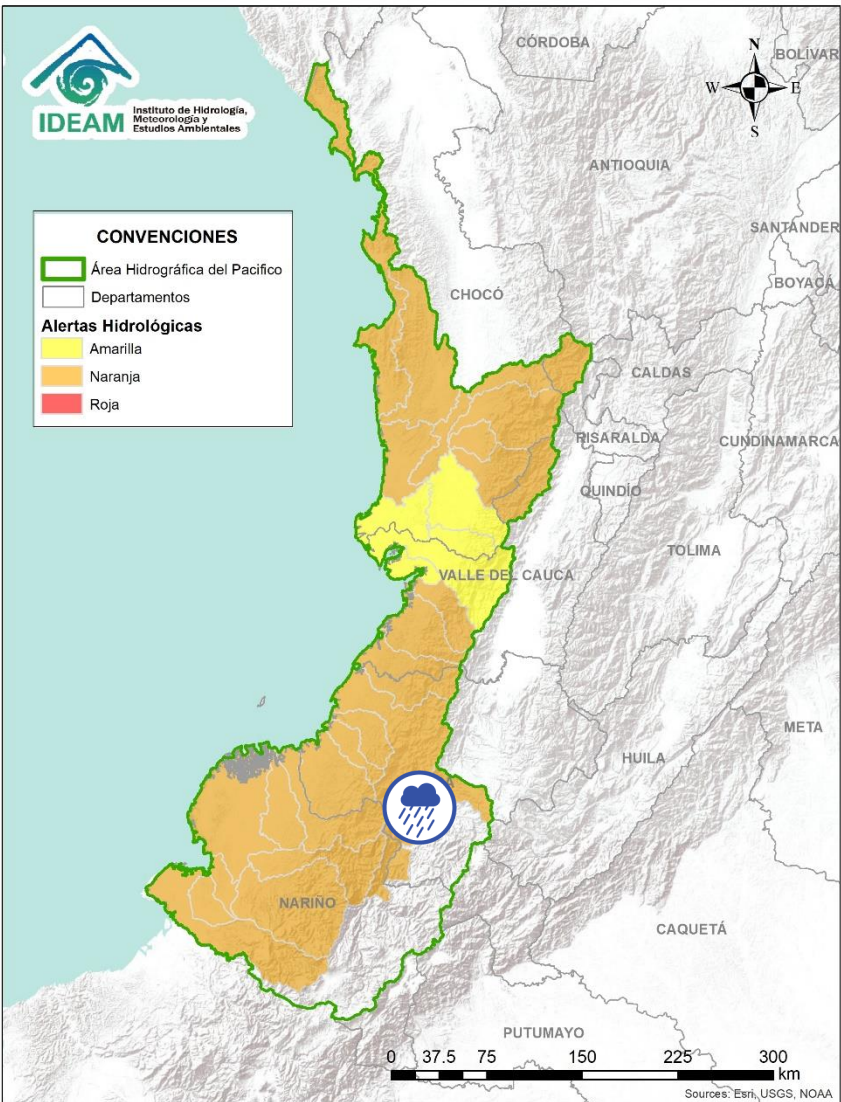 IDEAM
Instituto de Hidrología,
Meteorología y
Estudios Ambientales
CONVENCIONES
Área Hidrográfica del Pacifico
Departamentos
Alertas Hidrológicas
Amarilla
Naranja
Roja
N
W
E
S
CÓRDOBA
BOLÍVAR
ANTIOQUIA
SANTANDER
BOYACÁ
CHOCÓ
CALDAS
RISARALDA
CUNDINAMARCA
QUINDÍO
TOLIMA
VALLE DEL CAUCA
META
HUILA
NARIÑO
CAQUETÁ
PUTUMAYO
0 37.5 75 150 225 300
km
Sources: Esri, USGS, NOAA